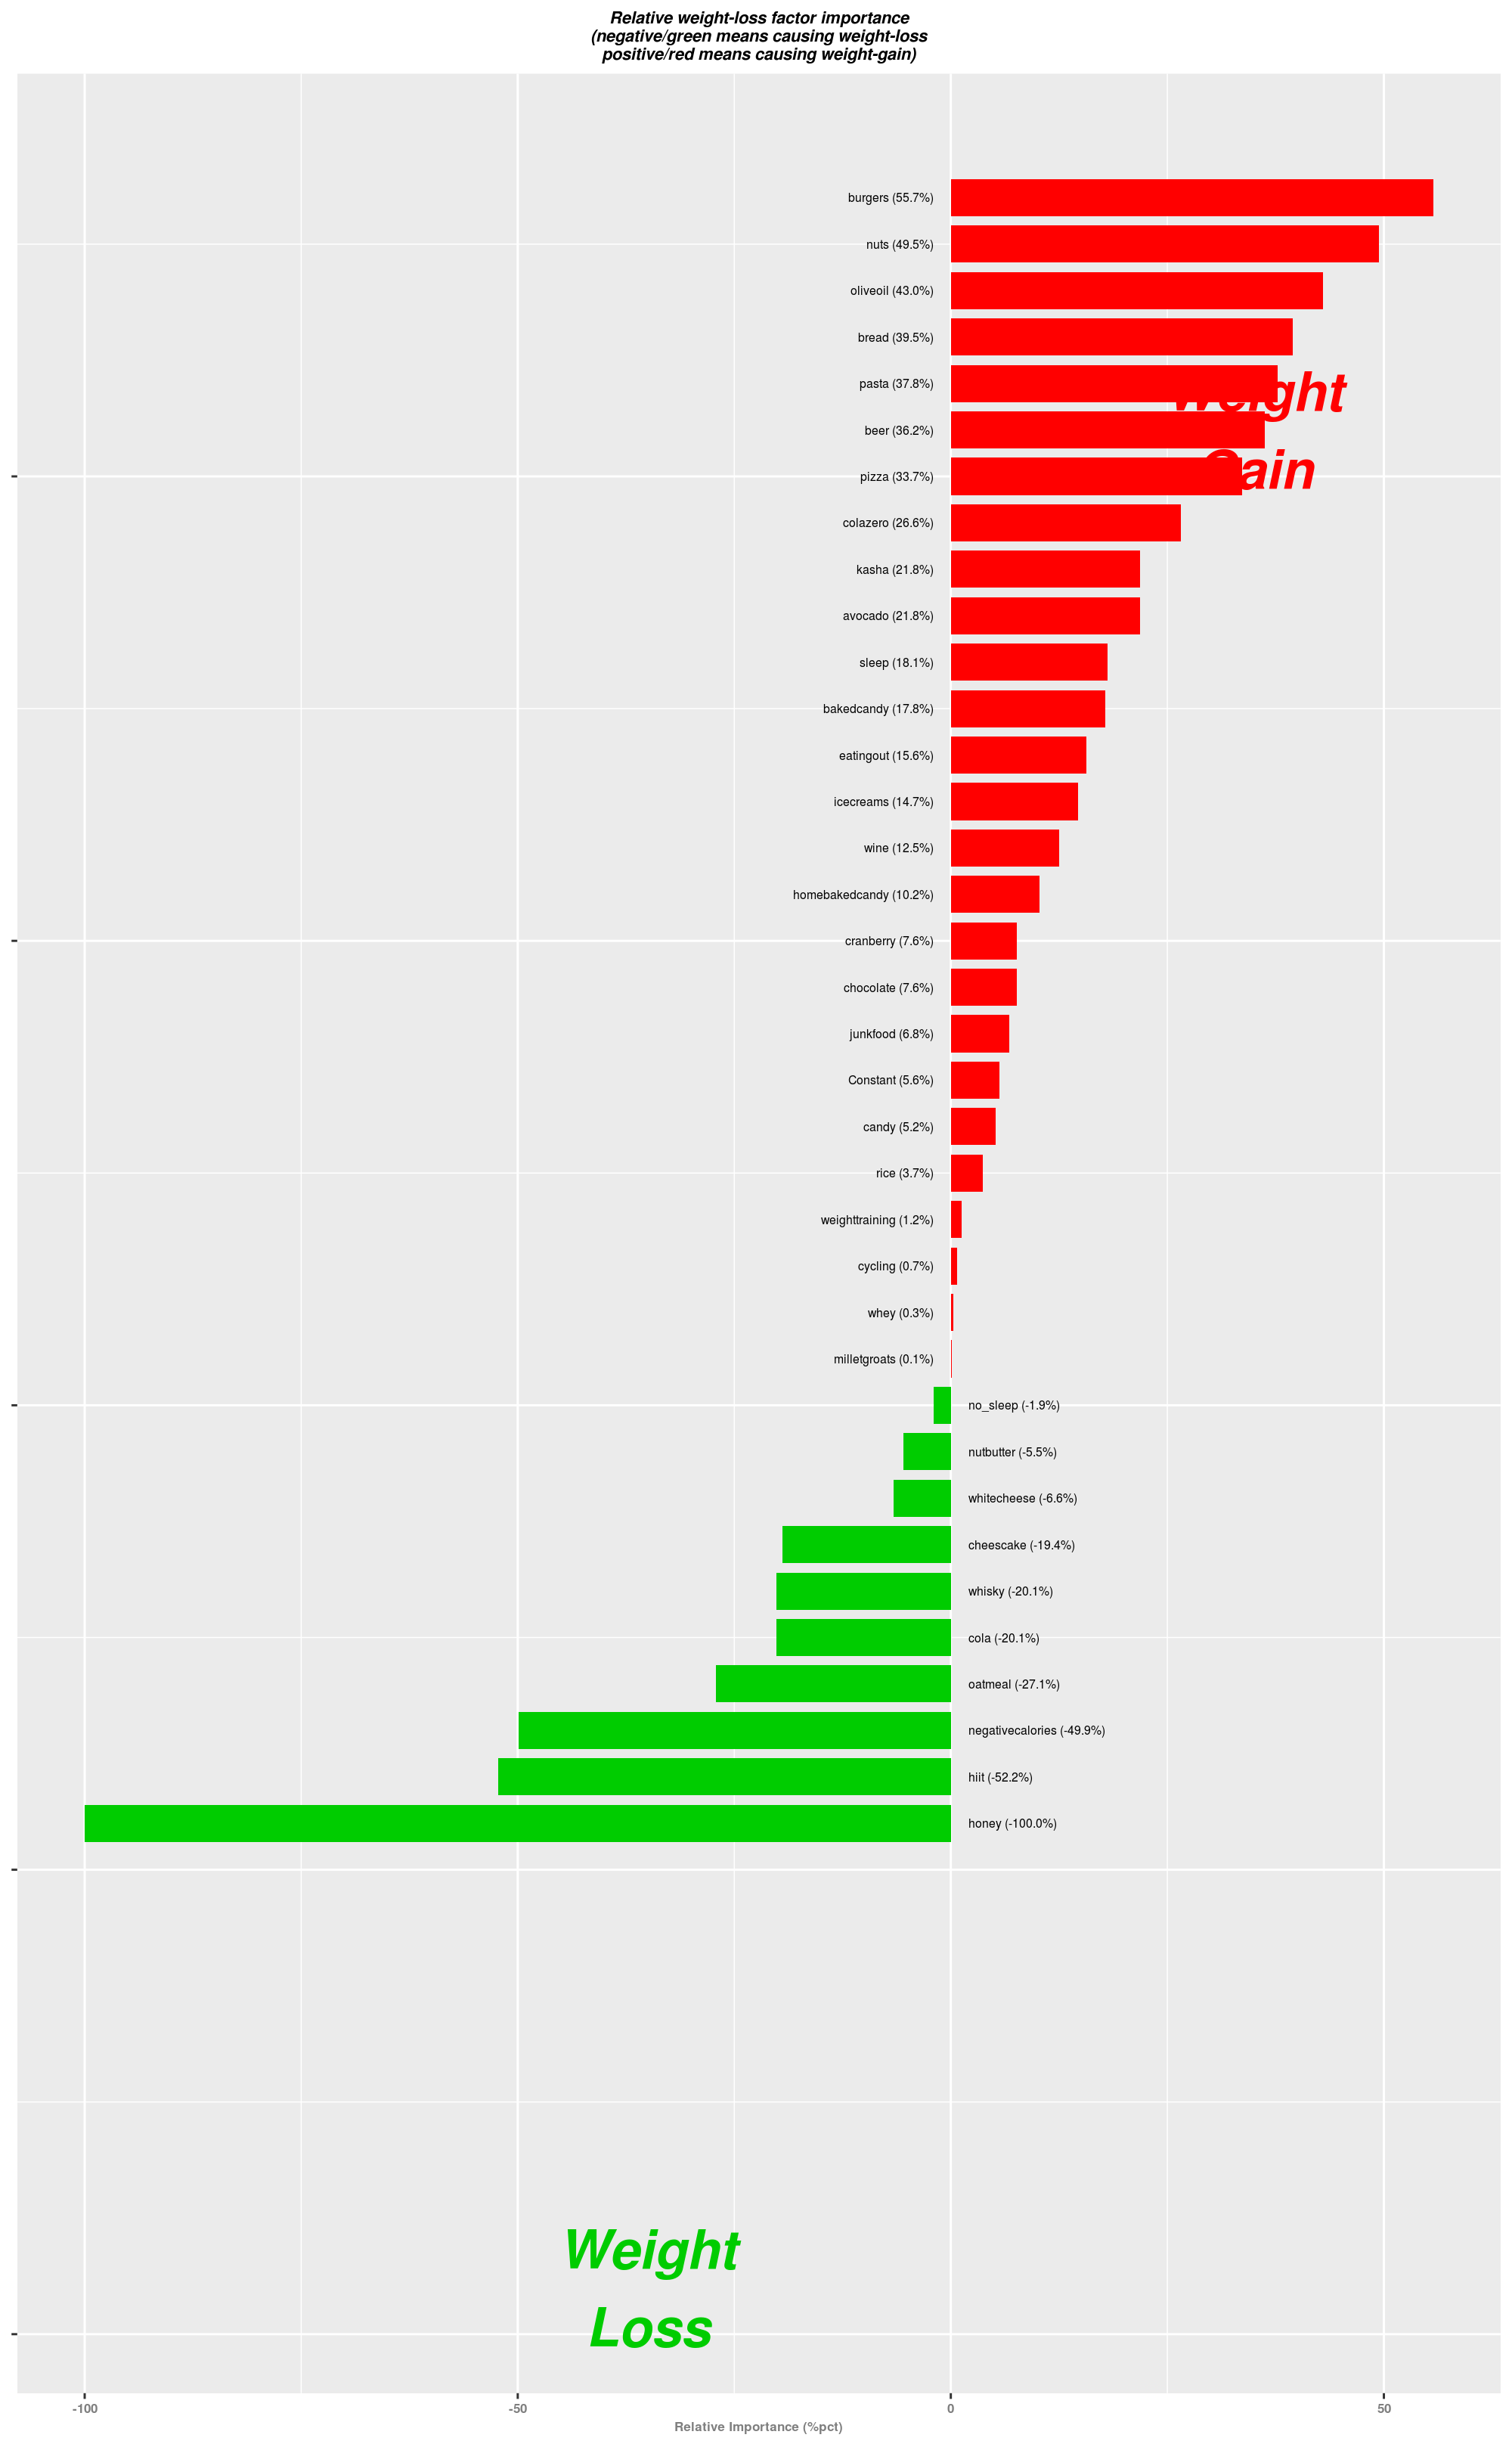 Relative weight-loss factor importance
(negative/green means causing weight-loss
positive/red means causing weight-gain)
burgers (55.7%)
nuts (49.5%)
oliveoil (43.0%)
bread (39.5%)
pasta (37.8%)
Weight
beer (36.2%)
Gain
pizza (33.7%)
colazero (26.6%)
kasha (21.8%)
avocado (21.8%)
sleep (18.1%)
bakedcandy (17.8%)
eatingout (15.6%)
icecreams (14.7%)
wine (12.5%)
homebakedcandy (10.2%)
cranberry (7.6%)
chocolate (7.6%)
junkfood (6.8%)
Constant (5.6%)
candy (5.2%)
rice (3.7%)
weighttraining (1.2%)
cycling (0.7%)
whey (0.3%)
milletgroats (0.1%)
no_sleep (-1.9%)
nutbutter (-5.5%)
whitecheese (-6.6%)
cheescake (-19.4%)
whisky (-20.1%)
cola (-20.1%)
oatmeal (-27.1%)
negativecalories (-49.9%)
hiit (-52.2%)
honey (-100.0%)
Weight
Loss
-100 -50 0 50
Relative Importance (%pct)